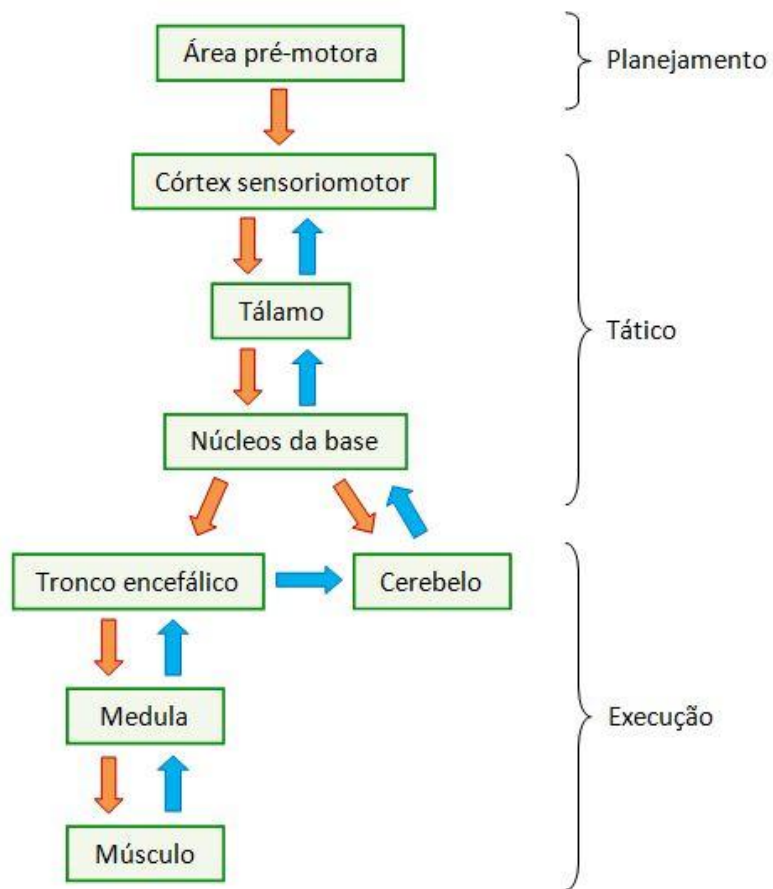 Área pré-motora
Planejamento
Córtex sensoriomotor
Tálamo
Tático
Núcleos da base
Tronco encefálico
Cerebelo
Medula
Execução
Músculo